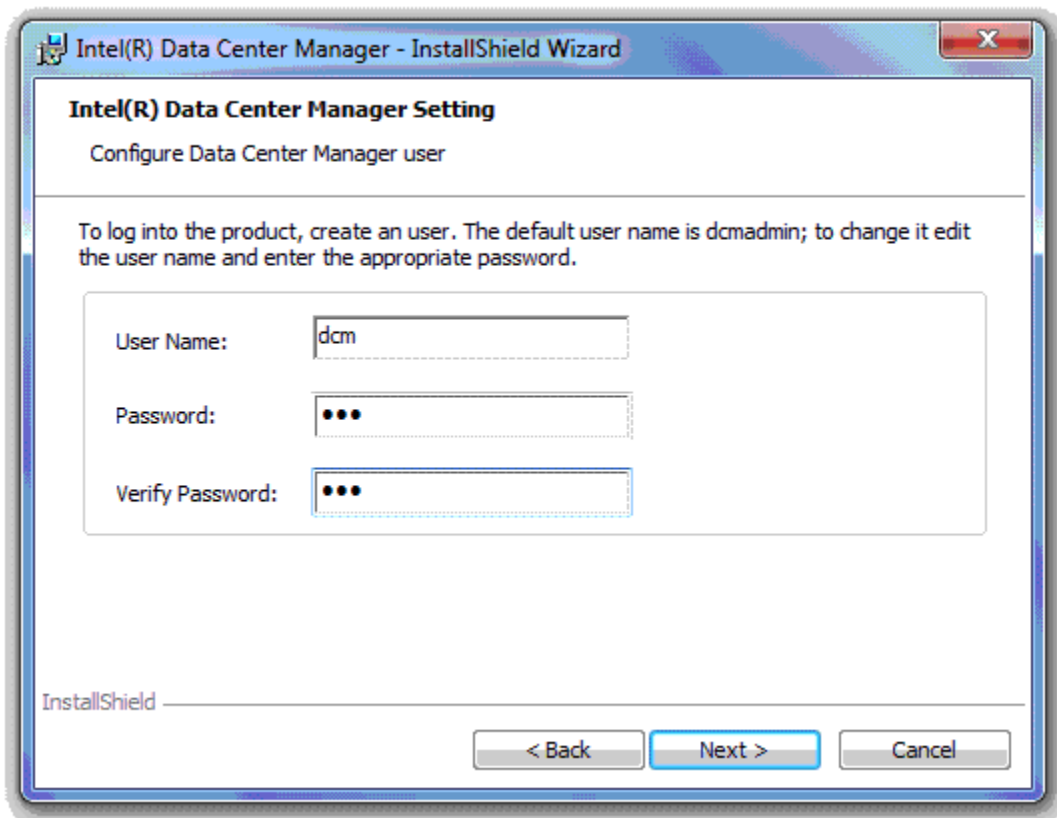 Intel(R) Data Center Manager - InstallShield Wizard
X
Intel(R) Data Center Manager Setting
Configure Data Center Manager user
To log into the product, create an user. The default user name is dcmadmin; to change it edit
the user name and enter the appropriate password.
User Name:
dcm
Password:
•••
Verify Password:
•••
InstallShield
< Back
Next >
Cancel